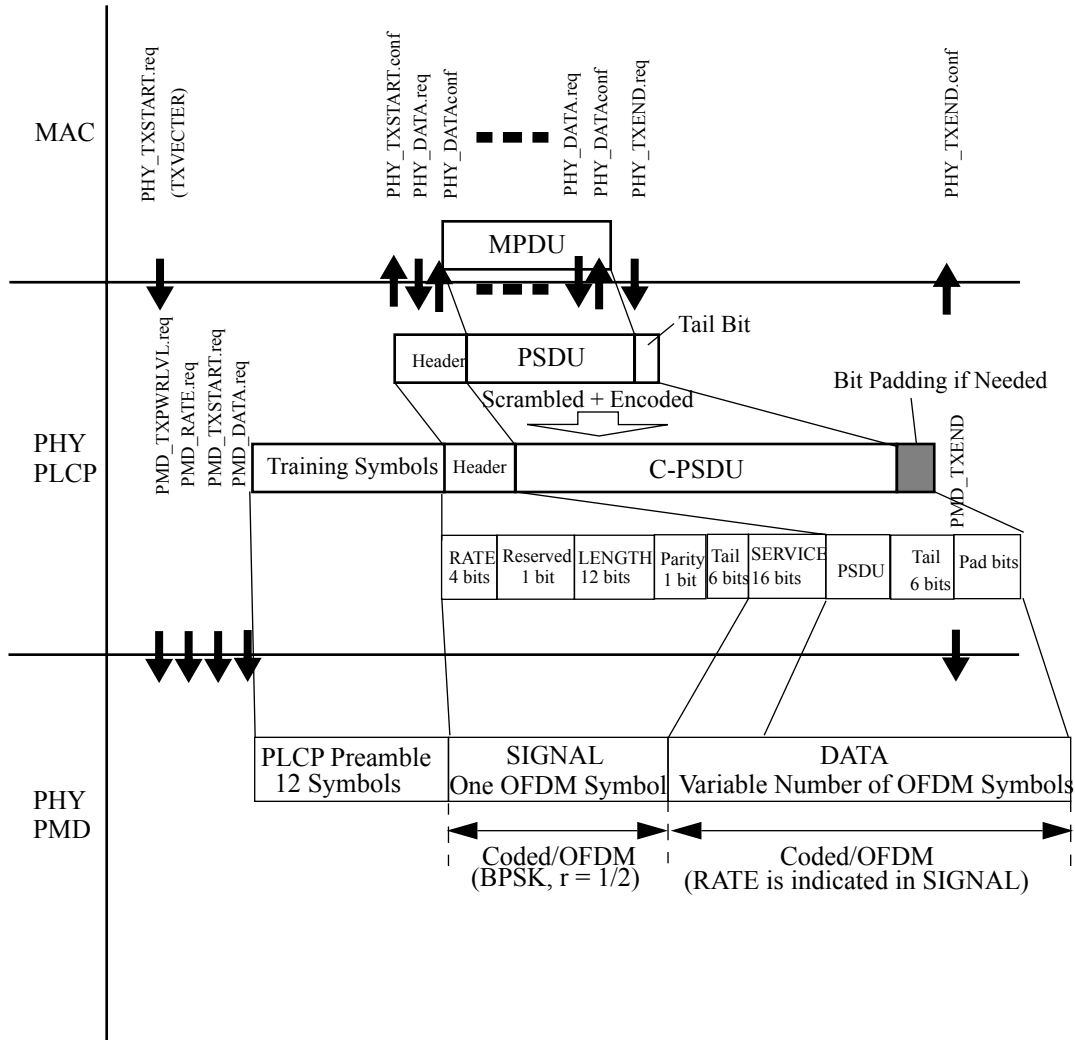 PHY_TXSTART.req
(TXVECTER)
PHY_TXSTART.conf
PHY_DATA.req
PHY_DATAconf
PHY_DATA.req
PHY_DATAconf
PHY_TXEND.req
PHY_TXEND.conf
MAC
MPDU
Tail Bit
Header
PSDU
Bit Padding if Needed
Scrambled + Encoded
PMD_TXPWRLVL.req
PMD_RATE.req
PMD_TXSTART.req
PMD_DATA.req
PHY
PLCP
Training Symbols
Header
C-PSDU
PMD_TXEND
RATE
4 bits
Reserved
1 bit
LENGTH
12 bits
Parity
1 bit
Tail
6 bits
SERVICE
16 bits
PSDU
Tail
6 bits
Pad bits
PHY
PMD
PLCP Preamble
12 Symbols
SIGNAL
One OFDM Symbol
DATA
Variable Number of OFDM Symbols
Coded/OFDM
(BPSK, r = 1/2)
Coded/OFDM
(RATE is indicated in SIGNAL)